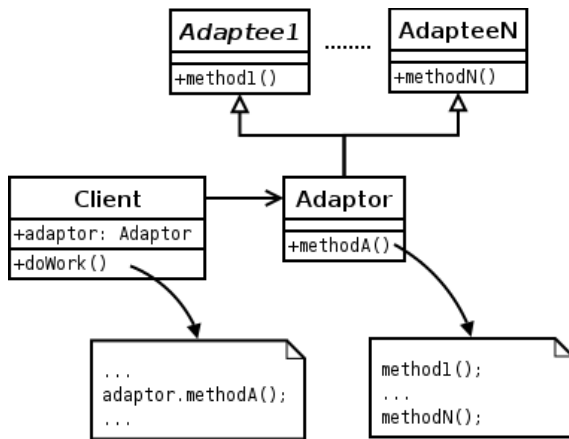 Adaptee1
........
AdapteeN
+method1()
+methodN()
Client
Adaptor
+adaptor: Adaptor
+doWork()
+methodA()
...
adaptor.methodA();
...
method1();
...
methodN();